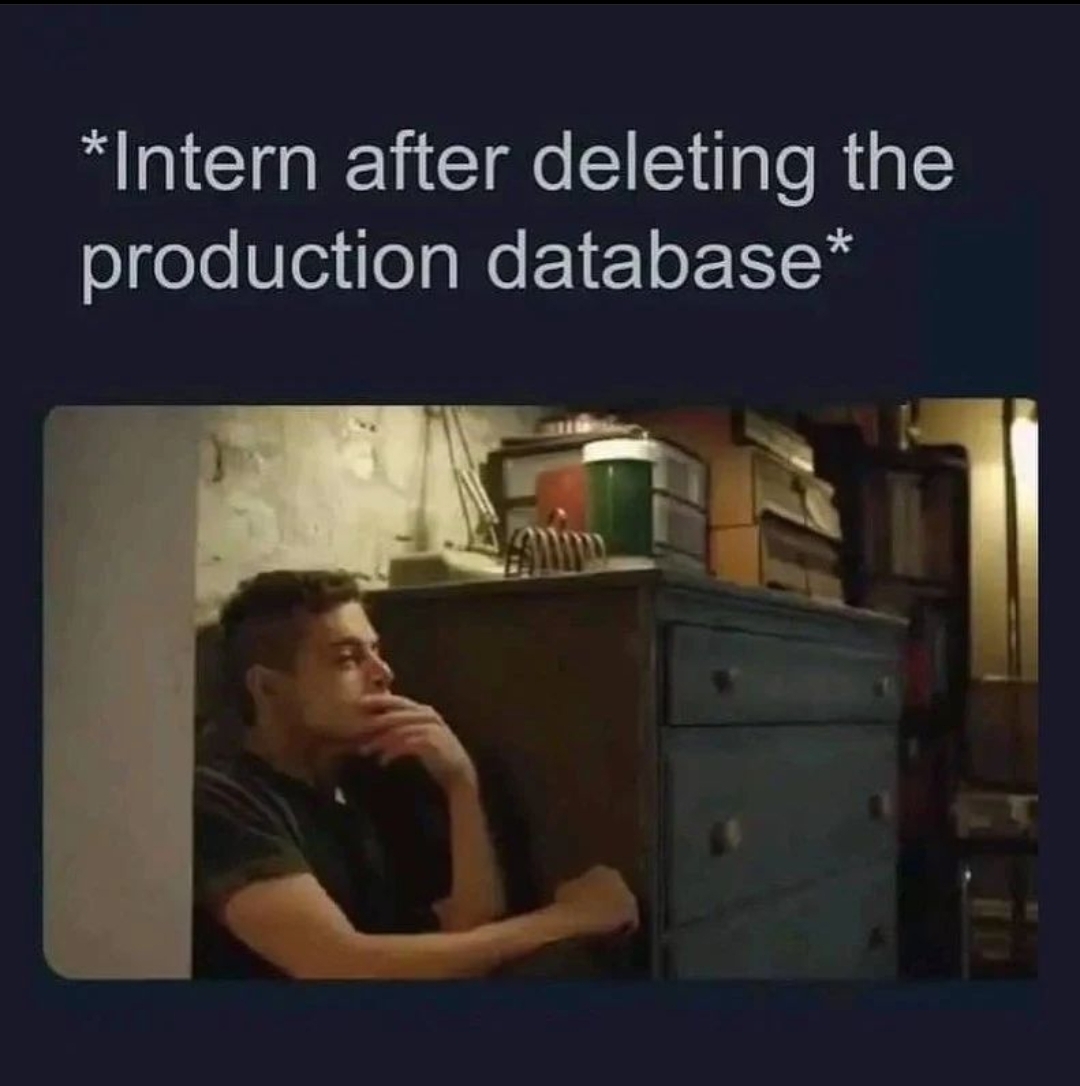 *Intern after deleting the
production database*